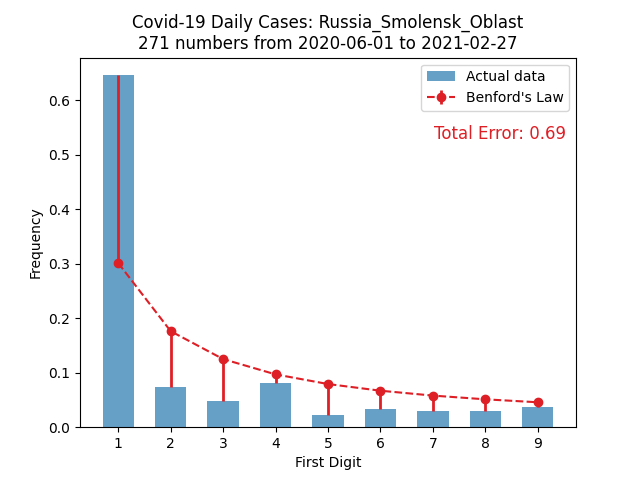 Covid-19 Daily Cases: Russia_Smolensk_Oblast
271 numbers from 2020-06-01 to 2021-02-27
Actual data
Benford's Law
Total Error: 0.69
Frequency
0.6
0.5
0.4
0.3
0.2
0.1
0.0
1 2 3 4 5 6 7 8 9
First Digit